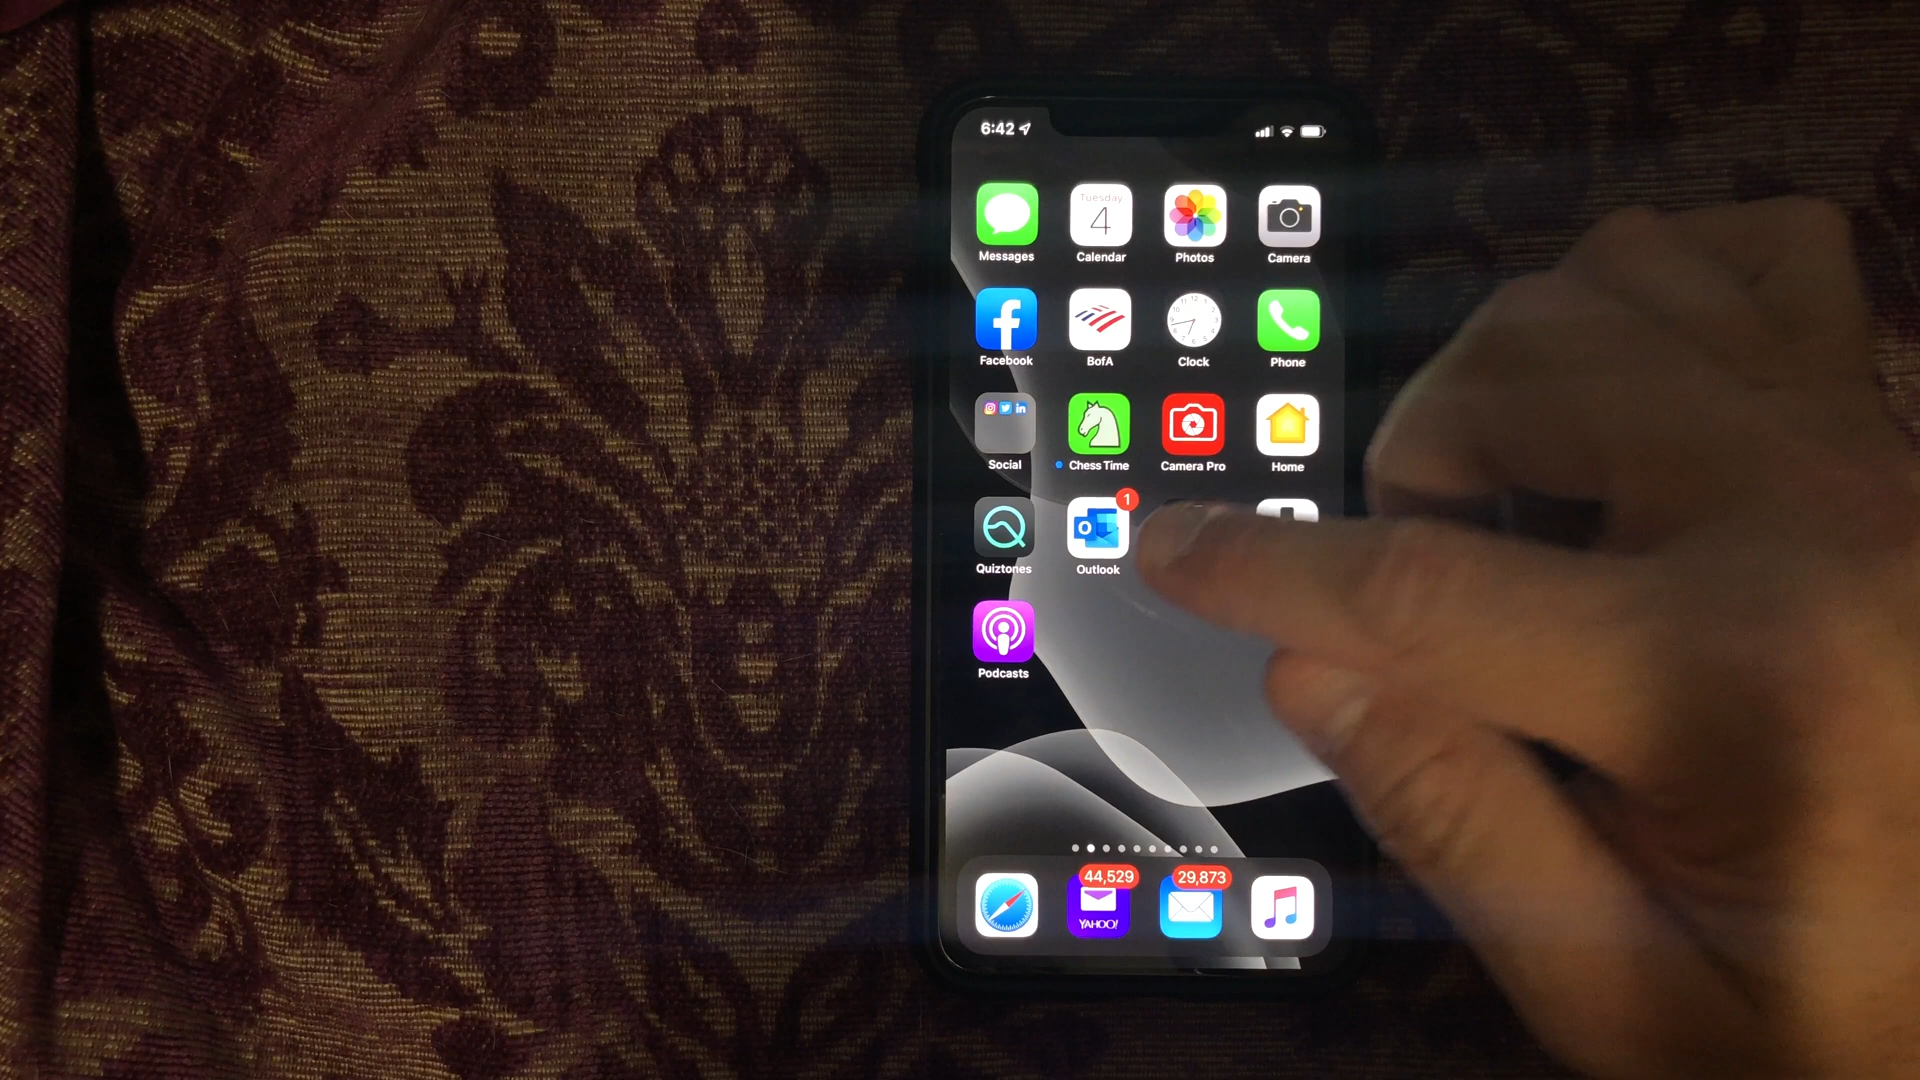 6:42
Tuesday
4
Messages Calendar Photos Camera
Facebook BofA Clock Phone
in
Social Chess Time Camera Pro Home
1
Quiztones Outlook
Podcasts
44,529 29,873
YAHOO!